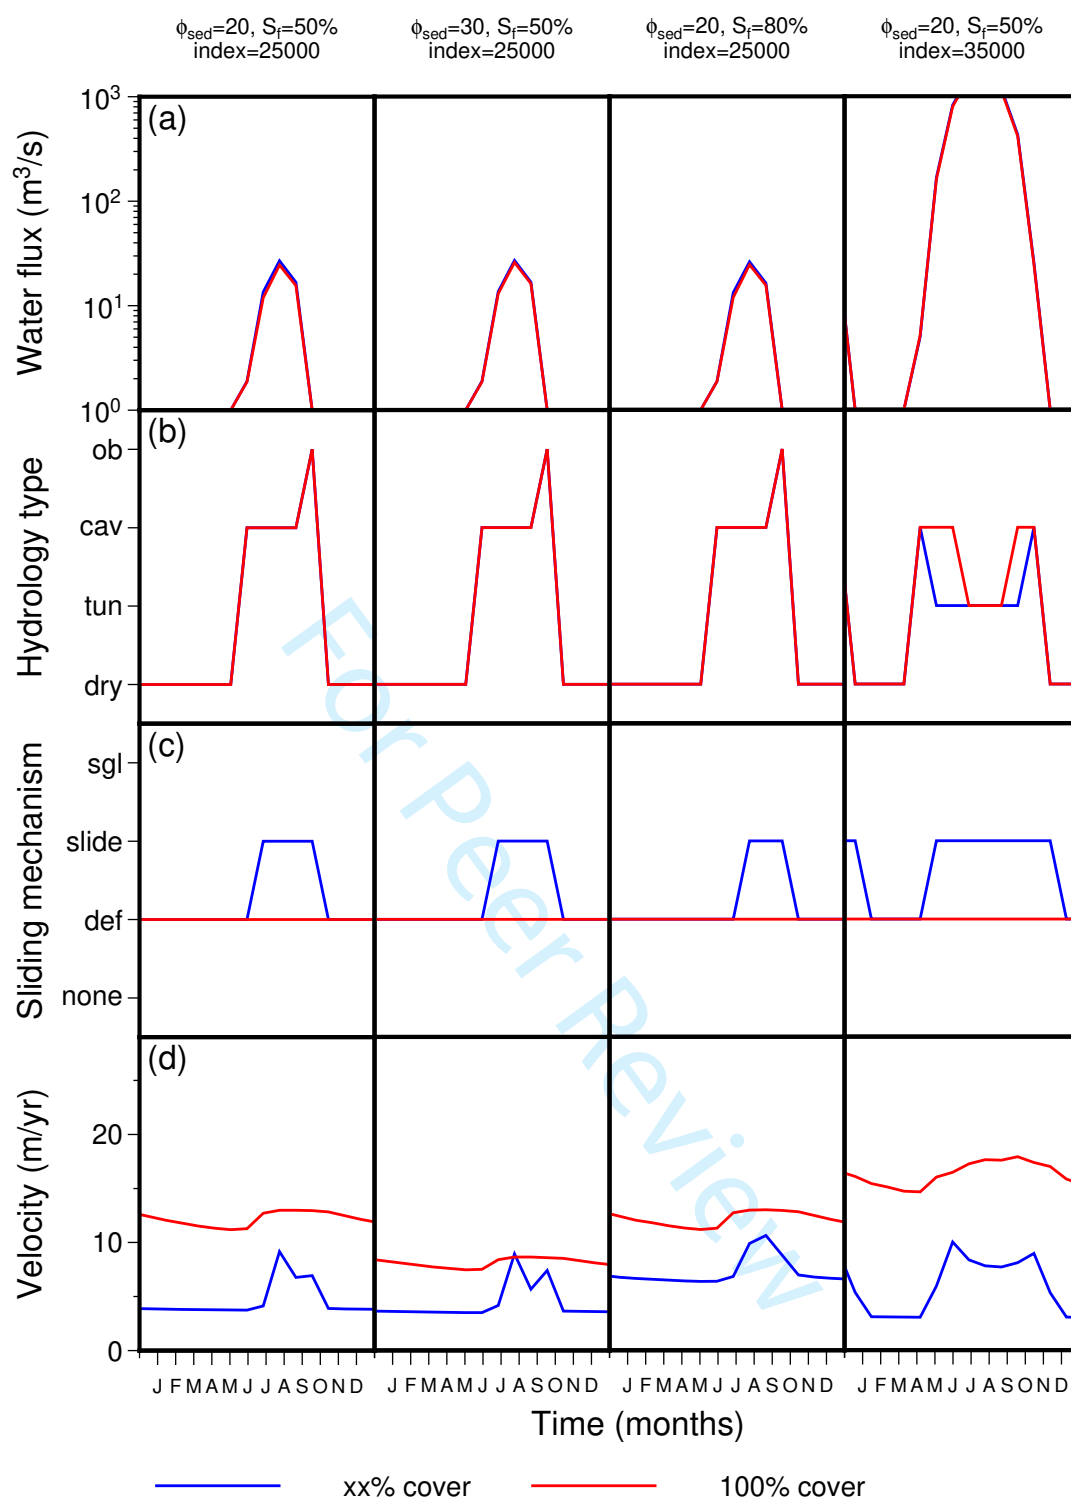 ϕsed=20, Sf=50%
index=25000
ϕsed=30, Sf=50%
index=25000
ϕsed=20, Sf=80%
index=25000
ϕsed=20, Sf=50%
index=35000
Water flux (m³/s)
10³
10²
10¹
10⁰
(a)
Hydrology type
ob
cav
tun
dry
(b)
Sliding mechanism
sgl
slide
def
none
(c)
Velocity (m/yr)
20
10
0
(d)
J F M A M J J A S O N D
J F M A M J J A S O N D
J F M A M J J A S O N D
J F M A M J J A S O N D
Time (months)
xx% cover
100% cover
For Peer Review